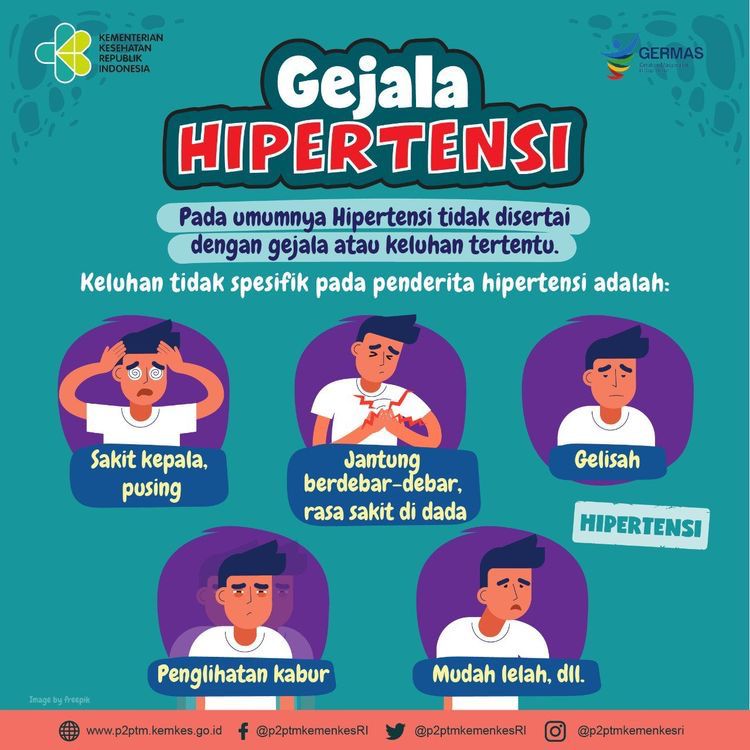 KEMENTERIAN
KESEHATAN
REPUBLIK
INDONESIA
GERMAS
Gejala
HIPERTENSI
Pada umumnya Hipertensi tidak disertai
dengan gejala atau keluhan tertentu.
Keluhan tidak spesifik pada penderita hipertensi adalah:
Sakit kepala,
pusing
Jantung
berdebar-debar,
rasa sakit di dada
Gelisah
HIPERTENSI
Penglihatan kabur
Mudah lelah, dll.
Image by freepik
www.p2ptm.kemkes.go.id
@p2ptmkemenkesRI
@p2ptmkemenkesRI
@p2ptmkemenkesri